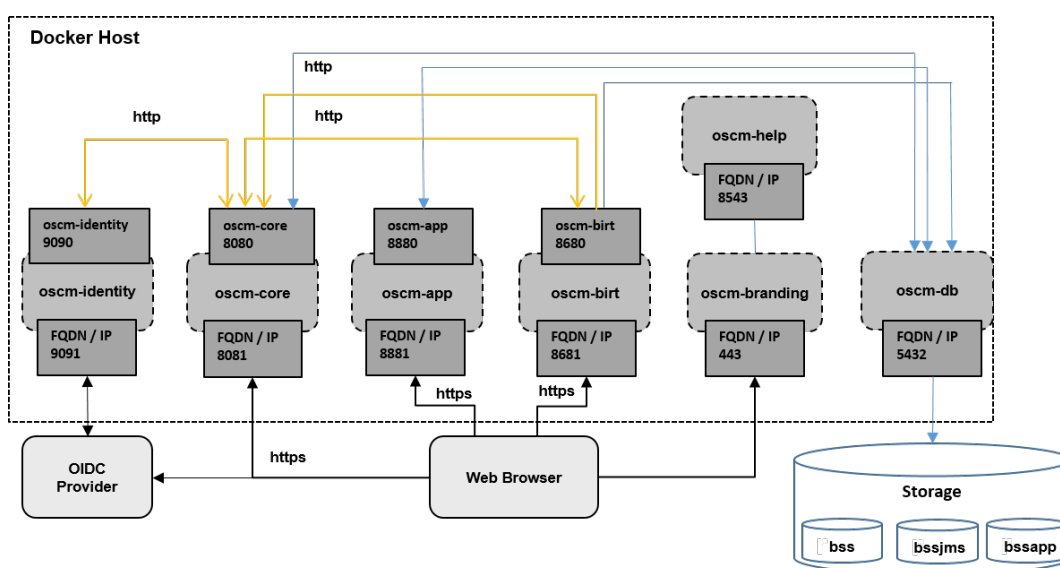 Docker Host
http
http
http
oscm-help
FQDN / IP
8543
oscm-identity
9090
oscm-core
8080
oscm-app
8880
oscm-birt
8680
oscm-identity
oscm-core
oscm-app
oscm-birt
oscm-branding
oscm-db
FQDN / IP
9091
FQDN / IP
8081
FQDN / IP
8881
FQDN / IP
8681
FQDN / IP
443
FQDN / IP
5432
https
https
https
OIDC
Provider
Web Browser
Storage
bss
bssjms
bssapp